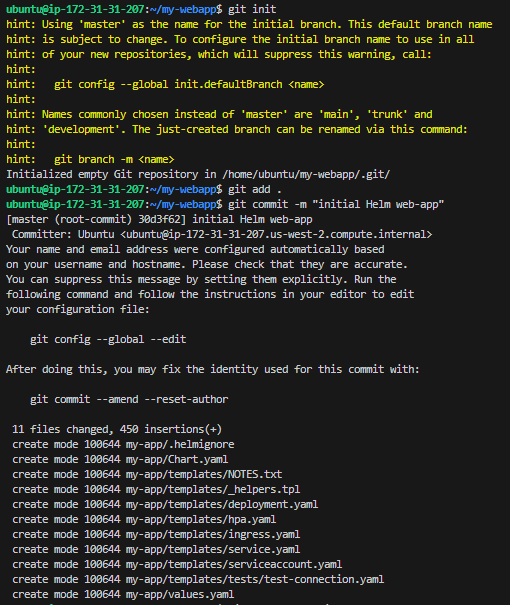 ubuntu@ip-172-31-31-207:~/my-webapp$ git init
hint: Using 'master' as the name for the initial branch. This default branch name
hint: is subject to change. To configure the initial branch name to use in all
hint: of your new repositories, which will suppress this warning, call:
hint:
hint:   git config --global init.defaultBranch <name>
hint:
hint: Names commonly chosen instead of 'master' are 'main', 'trunk' and
hint: 'development'. The just-created branch can be renamed via this command:
hint:
hint:   git branch -m <name>
Initialized empty Git repository in /home/ubuntu/my-webapp/.git/
ubuntu@ip-172-31-31-207:~/my-webapp$ git add .
ubuntu@ip-172-31-31-207:~/my-webapp$ git commit -m "initial Helm web-app"
[master (root-commit) 30d3f62] initial Helm web-app
 Committer: Ubuntu <ubuntu@ip-172-31-31-207.us-west-2.compute.internal>
Your name and email address were configured automatically based
on your username and hostname. Please check that they are accurate.
You can suppress this message by setting them explicitly. Run the
following command and follow the instructions in your editor to edit
your configuration file:

    git config --global --edit

After doing this, you may fix the identity used for this commit with:

    git commit --amend --reset-author

 11 files changed, 450 insertions(+)
 create mode 100644 my-app/.helmignore
 create mode 100644 my-app/Chart.yaml
 create mode 100644 my-app/templates/NOTES.txt
 create mode 100644 my-app/templates/_helpers.tpl
 create mode 100644 my-app/templates/deployment.yaml
 create mode 100644 my-app/templates/hpa.yaml
 create mode 100644 my-app/templates/ingress.yaml
 create mode 100644 my-app/templates/service.yaml
 create mode 100644 my-app/templates/serviceaccount.yaml
 create mode 100644 my-app/templates/tests/test-connection.yaml
 create mode 100644 my-app/values.yaml